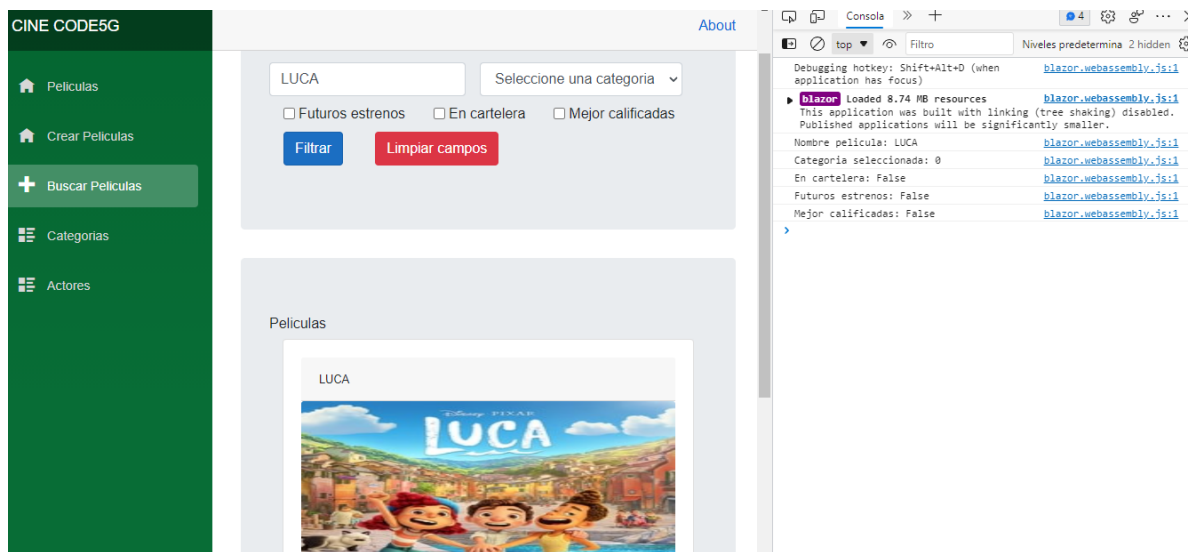 CINE CODE5G
Peliculas
Crear Peliculas
Buscar Peliculas
Categorias
Actores
About
LUCA
Seleccione una categoria
Futuros estrenos
En cartelera
Mejor calificadas
Filtrar
Limpiar campos
Peliculas
LUCA
Disney PIXAR
LUCA
Consola
4
top
Filtro
Niveles predetermina
2 hidden
Debugging hotkey: Shift+Alt+D (when
blazor.webassembly.js:1
application has focus)
blazor Loaded 8.74 MB resources
blazor.webassembly.js:1
This application was built with linking (tree shaking) disabled.
Published applications will be significantly smaller.
Nombre pelicula: LUCA
blazor.webassembly.js:1
Categoria seleccionada: 0
blazor.webassembly.js:1
En cartelera: False
blazor.webassembly.js:1
Futuros estrenos: False
blazor.webassembly.js:1
Mejor calificadas: False
blazor.webassembly.js:1